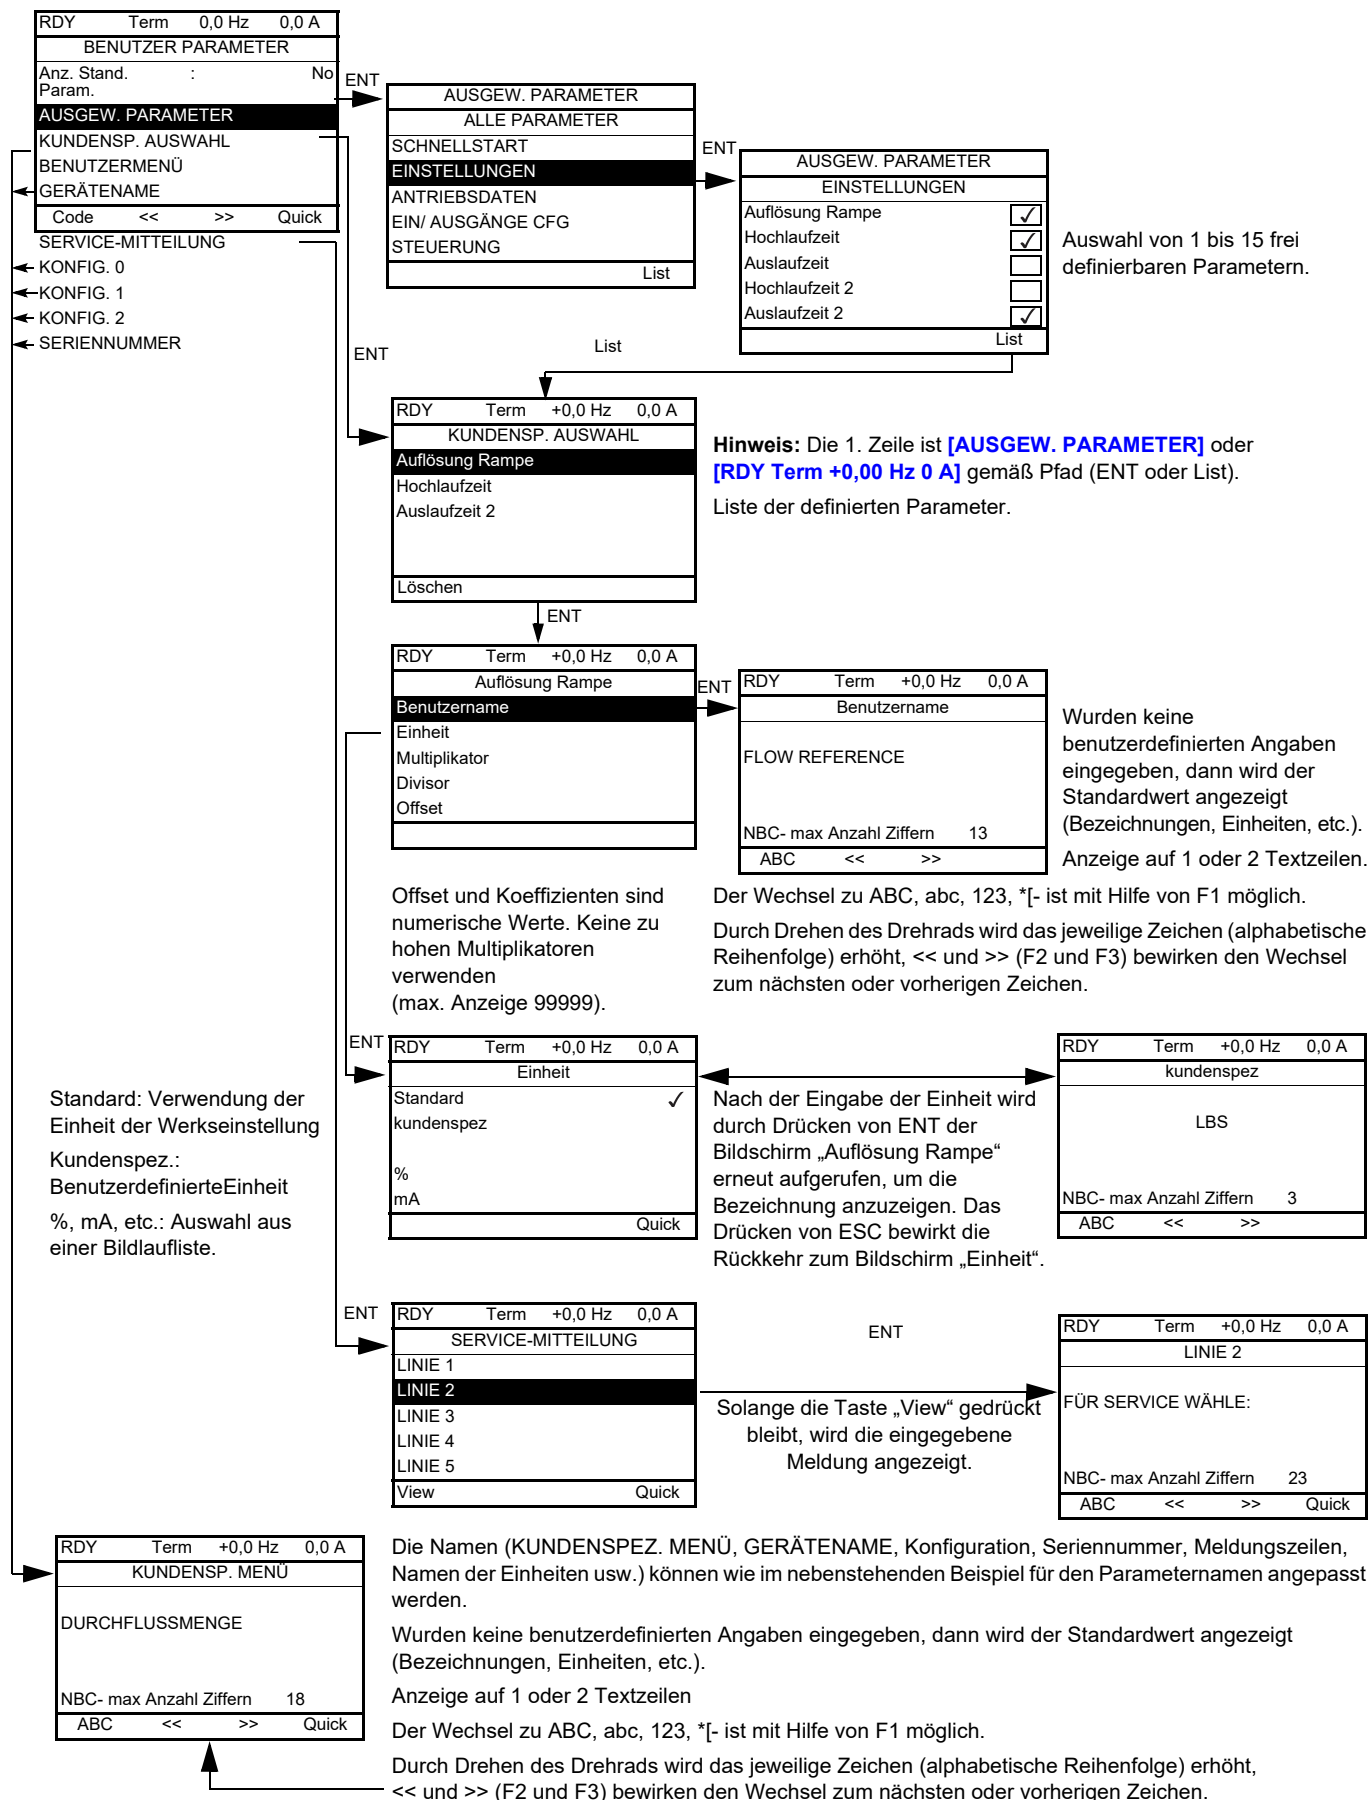 RDY Term 0,0 Hz 0,0 A
BENUTZER PARAMETER
Anz. Stand. : No
Param.
AUSGEW. PARAMETER
KUNDENSP. AUSWAHL
BENUTZERMENÜ
GERÄTENAME
Code << >> Quick
SERVICE-MITTEILUNG
KONFIG. 0
KONFIG. 1
KONFIG. 2
SERIENNUMMER
ENT
AUSGEW. PARAMETER
ALLE PARAMETER
SCHNELLSTART
EINSTELLUNGEN
ANTRIEBSDATEN
EIN/ AUSGÄNGE CFG
STEUERUNG
List
ENT
AUSGEW. PARAMETER
EINSTELLUNGEN
Auflösung Rampe ✓
Hochlaufzeit ✓
Auslaufzeit
Hochlaufzeit 2
Auslaufzeit 2 ✓
List
Auswahl von 1 bis 15 frei
definierbaren Parametern.
ENT
List
RDY Term +0,0 Hz 0,0 A
KUNDENSP. AUSWAHL
Auflösung Rampe
Hochlaufzeit
Auslaufzeit 2
Löschen
Hinweis: Die 1. Zeile ist [AUSGEW. PARAMETER] oder
[RDY Term +0,00 Hz 0 A] gemäß Pfad (ENT oder List).
Liste der definierten Parameter.
ENT
RDY Term +0,0 Hz 0,0 A
Auflösung Rampe
Benutzername
Einheit
Multiplikator
Divisor
Offset
ENT
RDY Term +0,0 Hz 0,0 A
Benutzername
FLOW REFERENCE
NBC- max Anzahl Ziffern 13
ABC << >>
Wurden keine
benutzerdefinierten Angaben
eingegeben, dann wird der
Standardwert angezeigt
(Bezeichnungen, Einheiten, etc.).
Anzeige auf 1 oder 2 Textzeilen.
Offset und Koeffizienten sind
numerische Werte. Keine zu
hohen Multiplikatoren
verwenden
(max. Anzeige 99999).
Der Wechsel zu ABC, abc, 123, *[- ist mit Hilfe von F1 möglich.
Durch Drehen des Drehrads wird das jeweilige Zeichen (alphabetische
Reihenfolge) erhöht, << und >> (F2 und F3) bewirken den Wechsel
zum nächsten oder vorherigen Zeichen.
ENT
RDY Term +0,0 Hz 0,0 A
Einheit
Standard ✓
kundenspez
%
mA
Quick
Standard: Verwendung der
Einheit der Werkseinstellung
Kundenspez.:
BenutzerdefinierteEinheit
%, mA, etc.: Auswahl aus
einer Bildlaufliste.
Nach der Eingabe der Einheit wird
durch Drücken von ENT der
Bildschirm „Auflösung Rampe“
erneut aufgerufen, um die
Bezeichnung anzuzeigen. Das
Drücken von ESC bewirkt die
Rückkehr zum Bildschirm „Einheit“.
RDY Term +0,0 Hz 0,0 A
kundenspez
LBS
NBC- max Anzahl Ziffern 3
ABC << >>
ENT
RDY Term +0,0 Hz 0,0 A
SERVICE-MITTEILUNG
LINIE 1
LINIE 2
LINIE 3
LINIE 4
LINIE 5
View Quick
ENT
Solange die Taste „View“ gedrückt
bleibt, wird die eingegebene
Meldung angezeigt.
RDY Term +0,0 Hz 0,0 A
LINIE 2
FÜR SERVICE WÄHLE:
NBC- max Anzahl Ziffern 23
ABC << >> Quick
RDY Term +0,0 Hz 0,0 A
KUNDENSP. MENÜ
DURCHFLUSSMENGE
NBC- max Anzahl Ziffern 18
ABC << >> Quick
Die Namen (KUNDENSPEZ. MENÜ, GERÄTENAME, Konfiguration, Seriennummer, Meldungszeilen,
Namen der Einheiten usw.) können wie im nebenstehenden Beispiel für den Parameternamen angepasst
werden.
Wurden keine benutzerdefinierten Angaben eingegeben, dann wird der Standardwert angezeigt
(Bezeichnungen, Einheiten, etc.).
Anzeige auf 1 oder 2 Textzeilen
Der Wechsel zu ABC, abc, 123, *[- ist mit Hilfe von F1 möglich.
Durch Drehen des Drehrads wird das jeweilige Zeichen (alphabetische Reihenfolge) erhöht,
<< und >> (F2 und F3) bewirken den Wechsel zum nächsten oder vorherigen Zeichen.